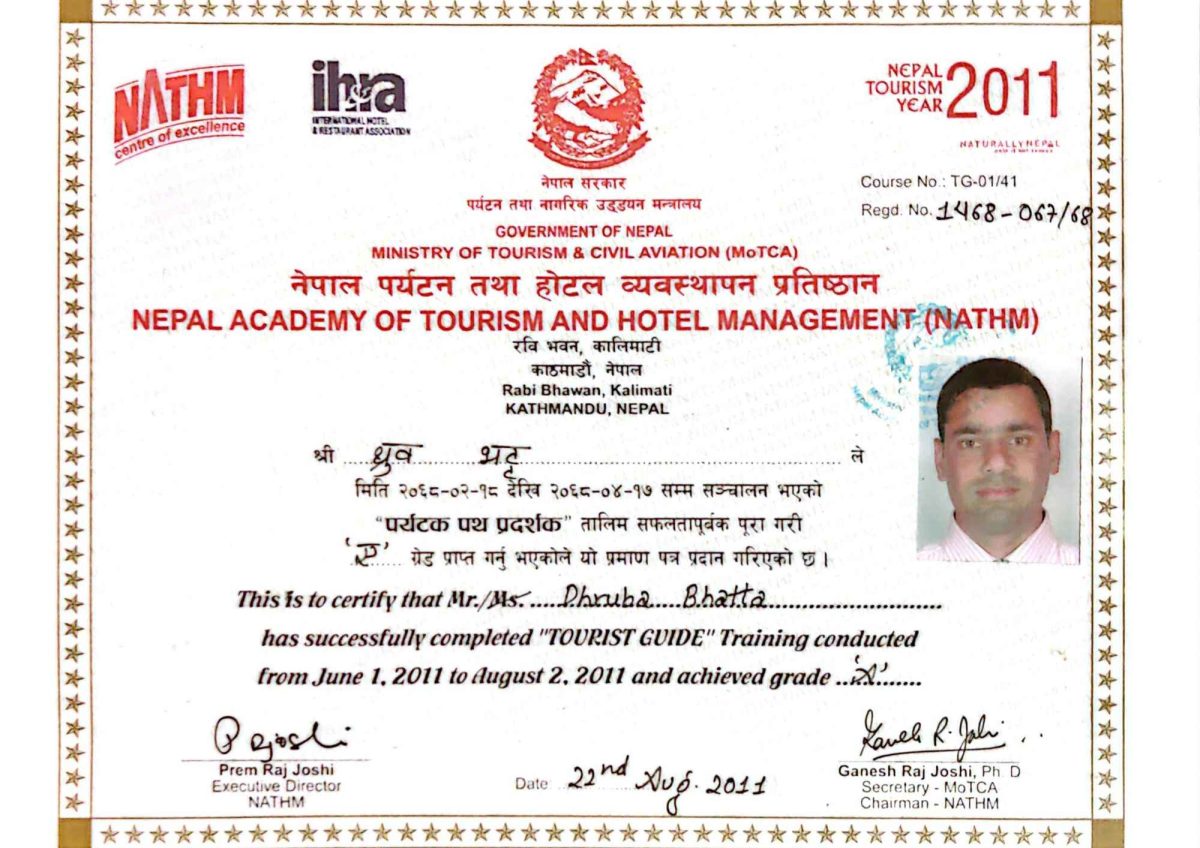 NATHM
centre of excellence
ih&ra
INTERNATIONAL HOTEL
& RESTAURANT ASSOCIATION
NEPAL
TOURISM
YEAR 2011
NATURALLY NEPAL
नेपाल सरकार
पर्यटन तथा नागरिक उड्डयन मन्त्रालय
Course No.: TG-01/41
Regd. No. 1468-067/68
GOVERNMENT OF NEPAL
MINISTRY OF TOURISM & CIVIL AVIATION (MoTCA)
नेपाल पर्यटन तथा होटल व्यवस्थापन प्रतिष्ठान
NEPAL ACADEMY OF TOURISM AND HOTEL MANAGEMENT (NATHM)
रवि भवन, कालिमाटी
काठमाडौं, नेपाल
Rabi Bhawan, Kalimati
KATHMANDU, NEPAL
श्री ध्रुव भट्ट ले
मिति २०६८-०२-१८ देखि २०६८-०४-१७ सम्म सञ्चालन भएको
"पर्यटक पथ प्रदर्शक" तालिम सफलतापूर्वक पूरा गरी
'ए' ग्रेड प्राप्त गर्नु भएकोले यो प्रमाण पत्र प्रदान गरिएको छ।
This is to certify that Mr./Ms. Dhruba Bhatta
has successfully completed "TOURIST GUIDE" Training conducted
from June 1, 2011 to August 2, 2011 and achieved grade 'A'
P Rajoshi
Prem Raj Joshi
Executive Director
NATHM
Date 22nd Aug. 2011
Ganesh R. Joshi
Ganesh Raj Joshi, Ph. D
Secretary - MoTCA
Chairman - NATHM